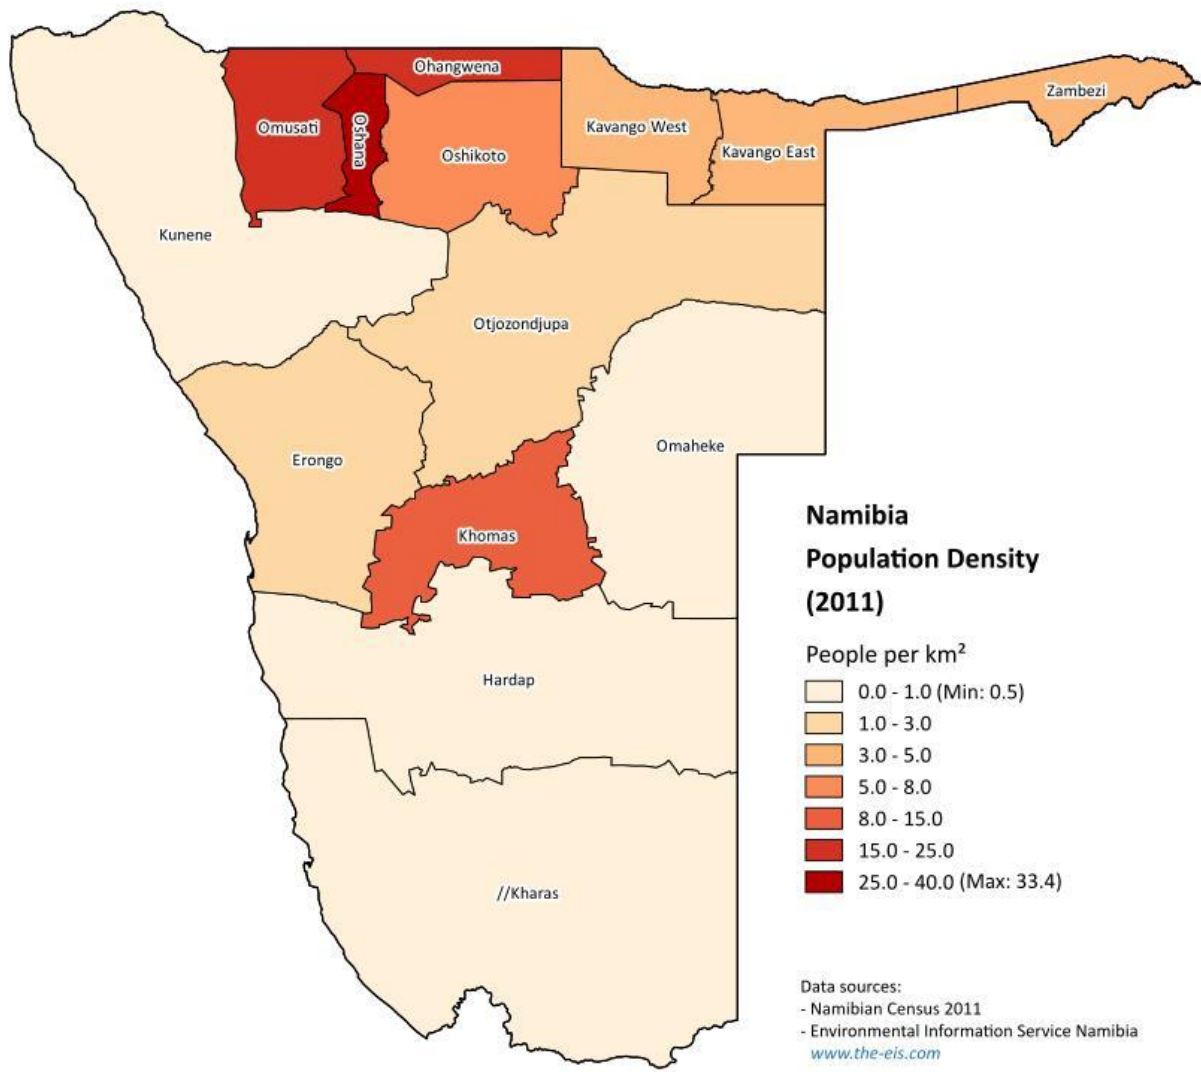 Ohangwena
Zambezi
Omusati
Oshana
Kavango West
Oshikoto
Kavango East
Kunene
Otjozondjupa
Omaheke
Erongo
Khomas
Hardap
//Kharas
Namibia
Population Density
(2011)
People per km²
0.0 - 1.0 (Min: 0.5)
1.0 - 3.0
3.0 - 5.0
5.0 - 8.0
8.0 - 15.0
15.0 - 25.0
25.0 - 40.0 (Max: 33.4)
Data sources:
- Namibian Census 2011
- Environmental Information Service Namibia
www.the-eis.com